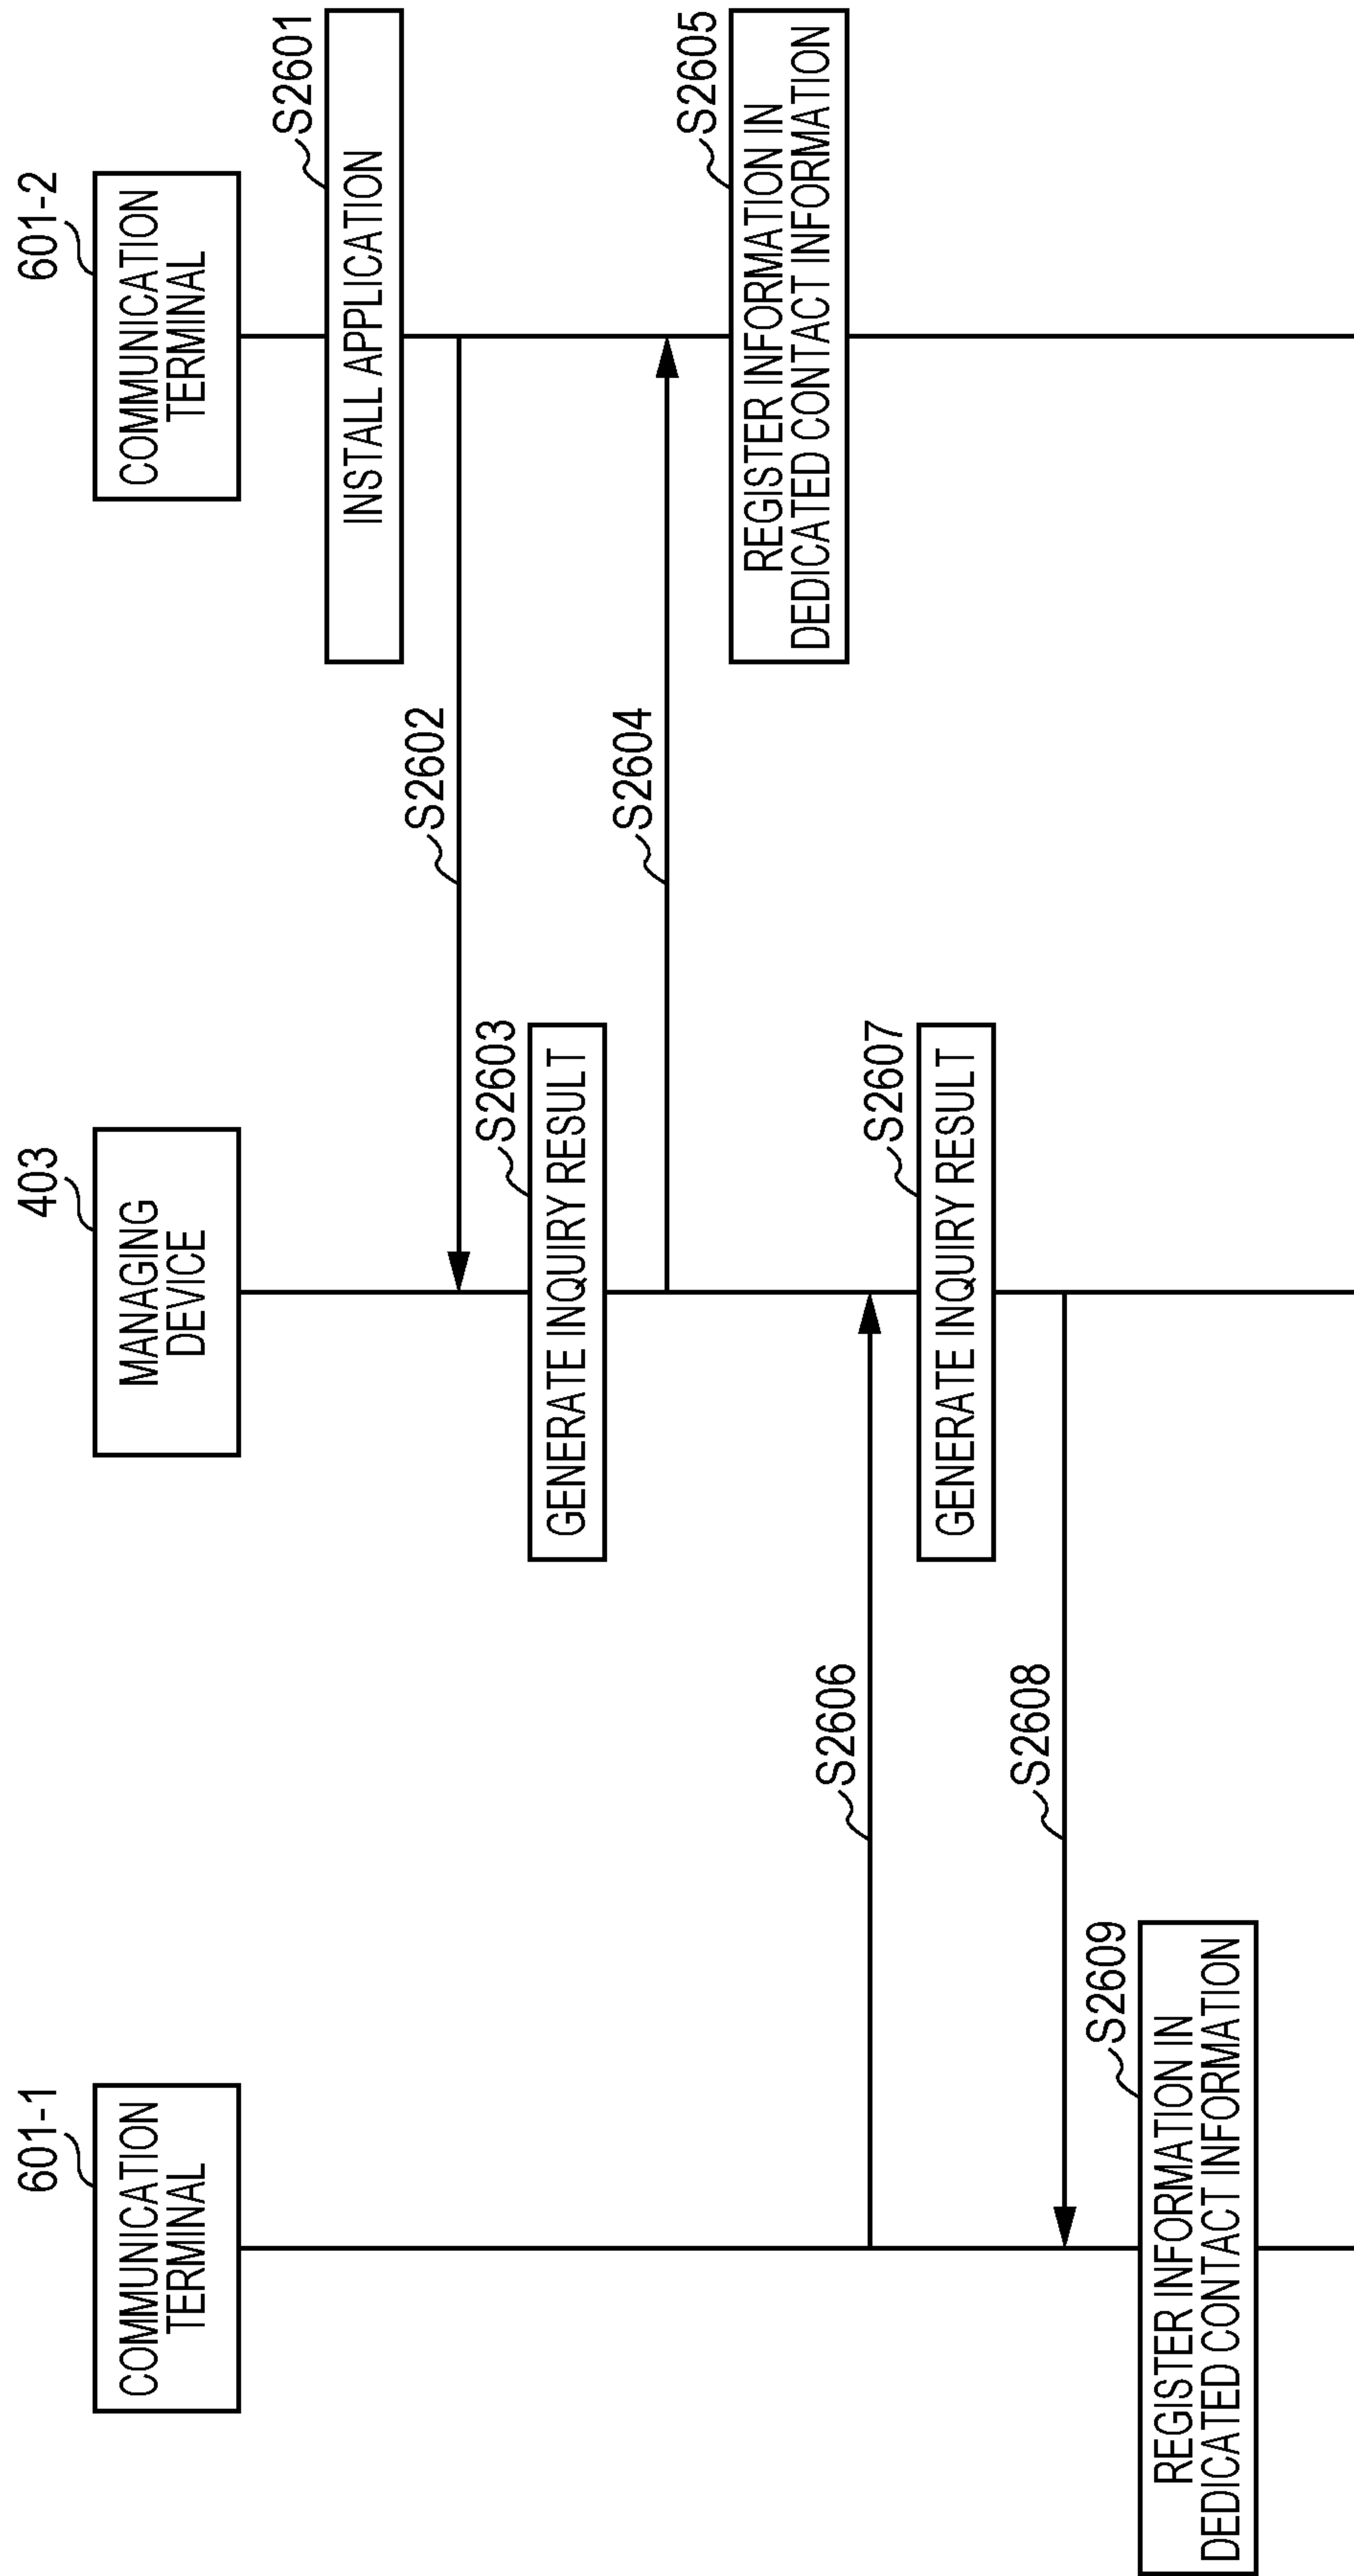 601-1
COMMUNICATION
TERMINAL
403
MANAGING
DEVICE
601-2
COMMUNICATION
TERMINAL
S2601
INSTALL APPLICATION
S2602
S2603
GENERATE INQUIRY RESULT
S2604
S2605
REGISTER INFORMATION IN
DEDICATED CONTACT INFORMATION
S2606
S2607
GENERATE INQUIRY RESULT
S2608
S2609
REGISTER INFORMATION IN
DEDICATED CONTACT INFORMATION